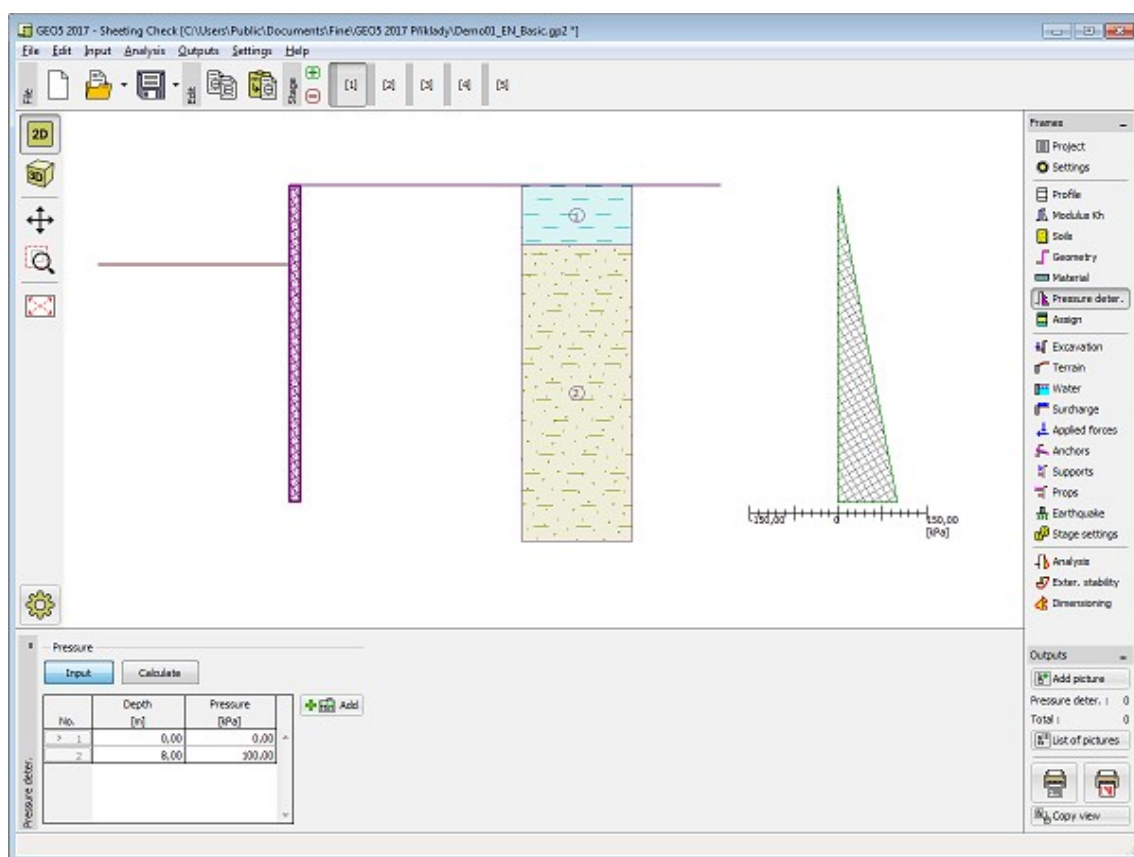 GEO5 2017 - Sheeting Check [C:\Users\Public\Documents\Fine\GEO5 2017 Příklady\Demo01_EN_Basic.gp2 *]
File Edit Input Analysis Outputs Settings Help
File
Edit
Stage
[1] [2] [3] [4] [5]
2D
3D
1
2
-150,00 0 150,00
[kPa]
Frames
Project
Settings
Profile
Modulus Kh
Soils
Geometry
Material
Pressure deter.
Assign
Excavation
Terrain
Water
Surcharge
Applied forces
Anchors
Supports
Props
Earthquake
Stage settings
Analysis
Exter. stability
Dimensioning
Outputs
Add picture
Pressure deter. : 0
Total : 0
List of pictures
Copy view
Pressure deter.
Pressure
Input Calculate
No. Depth [m] Pressure [kPa]
Add
> 1 0,00 0,00
2 8,00 100,00